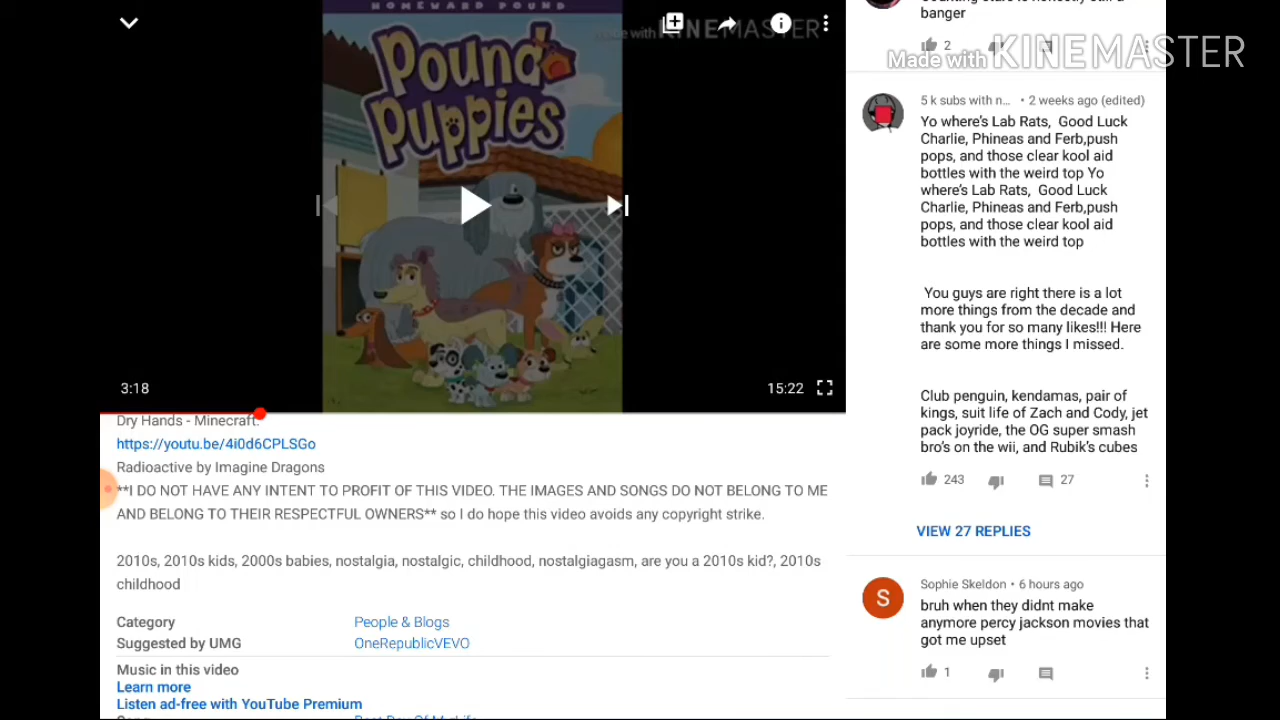 HOMEWARD POUND
Pound
Puppies
Made with KINEMASTER
3:18
15:22
Dry Hands - Minecraft:
https://youtu.be/4i0d6CPLSGo
Radioactive by Imagine Dragons
**I DO NOT HAVE ANY INTENT TO PROFIT OF THIS VIDEO. THE IMAGES AND SONGS DO NOT BELONG TO ME
AND BELONG TO THEIR RESPECTFUL OWNERS** so I do hope this video avoids any copyright strike.
2010s, 2010s kids, 2000s babies, nostalgia, nostalgic, childhood, nostalgiagasm, are you a 2010s kid?, 2010s
childhood
Category People & Blogs
Suggested by UMG OneRepublicVEVO
Music in this video
Learn more
Listen ad-free with YouTube Premium
Song Best Day Of My Life
banger
2
Made with KINEMASTER
5 k subs with n... • 2 weeks ago (edited)
Yo where's Lab Rats, Good Luck
Charlie, Phineas and Ferb,push
pops, and those clear kool aid
bottles with the weird top Yo
where's Lab Rats, Good Luck
Charlie, Phineas and Ferb,push
pops, and those clear kool aid
bottles with the weird top
You guys are right there is a lot
more things from the decade and
thank you for so many likes!!! Here
are some more things I missed.
Club penguin, kendamas, pair of
kings, suit life of Zach and Cody, jet
pack joyride, the OG super smash
bro's on the wii, and Rubik's cubes
243 27
VIEW 27 REPLIES
S
Sophie Skeldon • 6 hours ago
bruh when they didnt make
anymore percy jackson movies that
got me upset
1